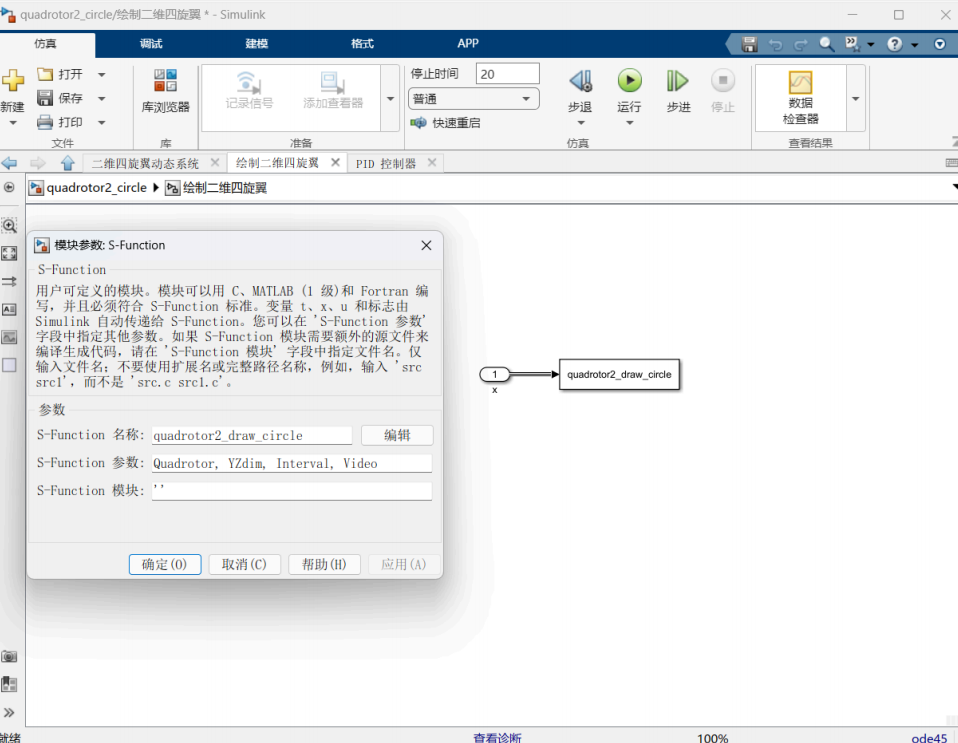 quadrotor2_circle/绘制二维四旋翼 * - Simulink
仿真 调试 建模 格式 APP
新建
打开
保存
打印
文件
库浏览器
库
记录信号
添加查看器
准备
停止时间 20
普通
快速重启
步退
运行
步进
停止
仿真
数据
检查器
查看结果
二维四旋翼动态系统 绘制二维四旋翼 PID 控制器
quadrotor2_circle 绘制二维四旋翼
模块参数: S-Function
S-Function
用户可定义的模块。模块可以用 C、MATLAB (1 级)和 Fortran 编
写，并且必须符合 S-Function 标准。变量 t、x、u 和标志由
Simulink 自动传递给 S-Function。您可以在 'S-Function 参数'
字段中指定其他参数。如果 S-Function 模块需要额外的源文件来
编译生成代码，请在 'S-Function 模块' 字段中指定文件名。仅
输入文件名；不要使用扩展名或完整路径名称，例如，输入 'src
src1'，而不是 'src.c src1.c'。
参数
S-Function 名称: quadrotor2_draw_circle 编辑
S-Function 参数: Quadrotor, YZdim, Interval, Video
S-Function 模块: ''
确定(O) 取消(C) 帮助(H) 应用(A)
1
x
quadrotor2_draw_circle
就绪 查看诊断 100% ode45